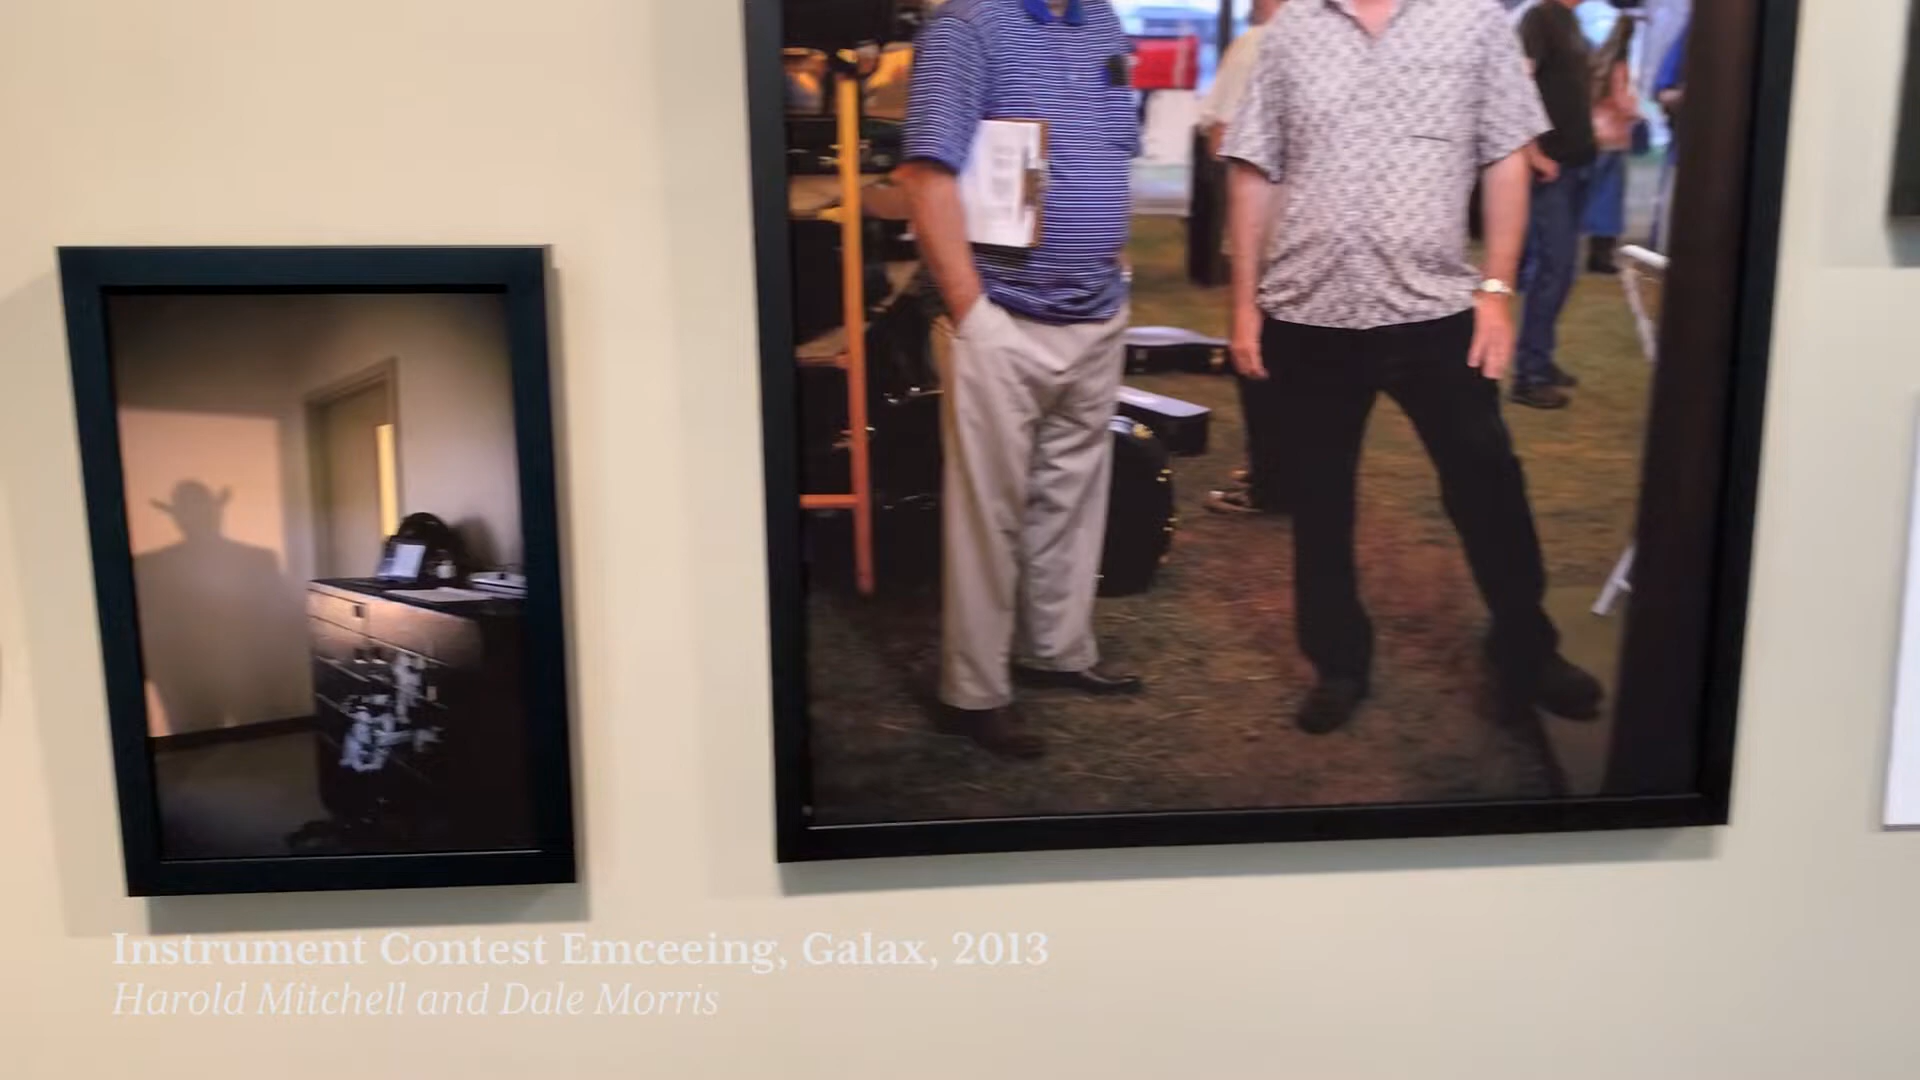 Instrument Contest Emceeing, Galax, 2013
Harold Mitchell and Dale Morris